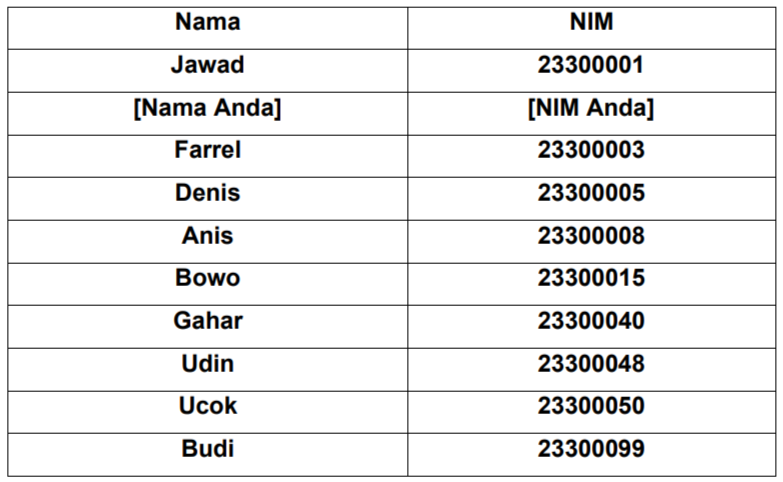 Nama NIM
Jawad 23300001
[Nama Anda] [NIM Anda]
Farrel 23300003
Denis 23300005
Anis 23300008
Bowo 23300015
Gahar 23300040
Udin 23300048
Ucok 23300050
Budi 23300099